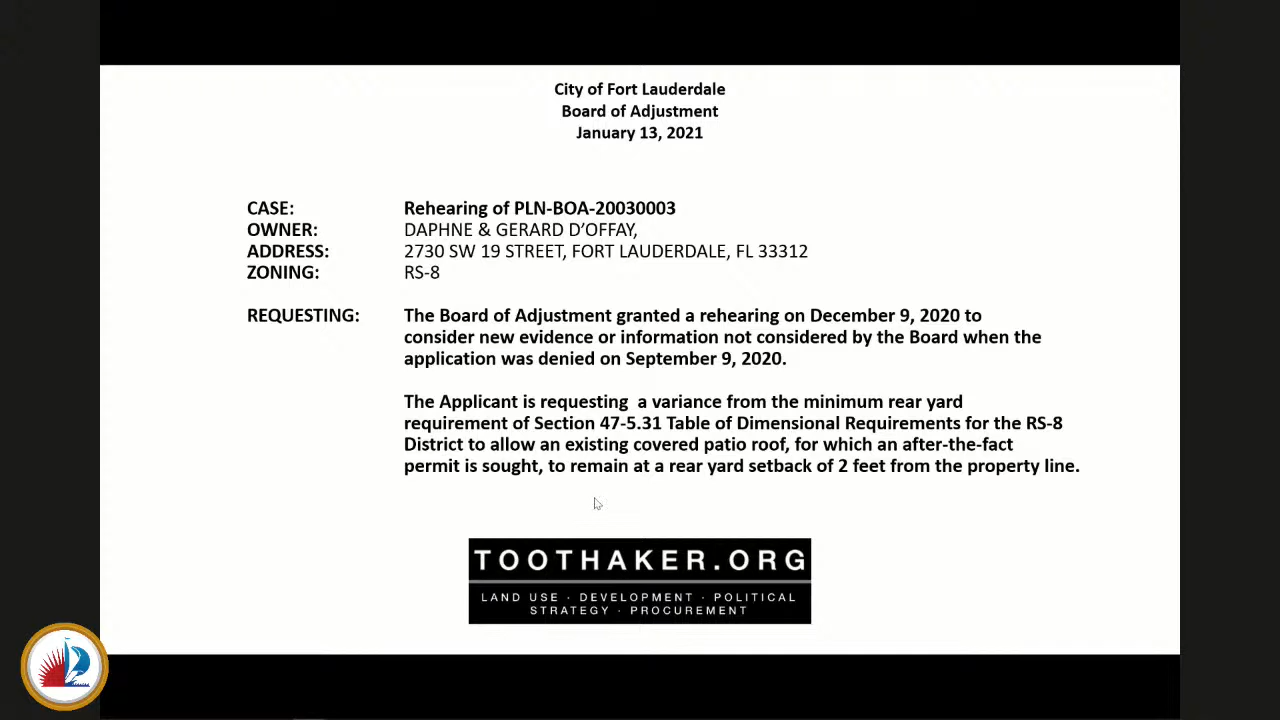 City of Fort Lauderdale
Board of Adjustment
January 13, 2021
CASE: Rehearing of PLN-BOA-20030003
OWNER: DAPHNE & GERARD D’OFFAY,
ADDRESS: 2730 SW 19 STREET, FORT LAUDERDALE, FL 33312
ZONING: RS-8
REQUESTING: The Board of Adjustment granted a rehearing on December 9, 2020 to
consider new evidence or information not considered by the Board when the
application was denied on September 9, 2020.
The Applicant is requesting a variance from the minimum rear yard
requirement of Section 47-5.31 Table of Dimensional Requirements for the RS-8
District to allow an existing covered patio roof, for which an after-the-fact
permit is sought, to remain at a rear yard setback of 2 feet from the property line.
TOOTHAKER.ORG
LAND USE · DEVELOPMENT · POLITICAL
STRATEGY · PROCUREMENT